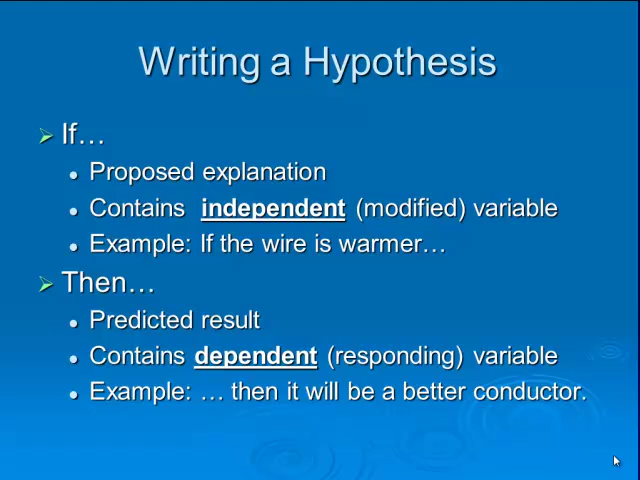 Writing a Hypothesis
If…
Proposed explanation
Contains independent (modified) variable
Example: If the wire is warmer…
Then…
Predicted result
Contains dependent (responding) variable
Example: … then it will be a better conductor.